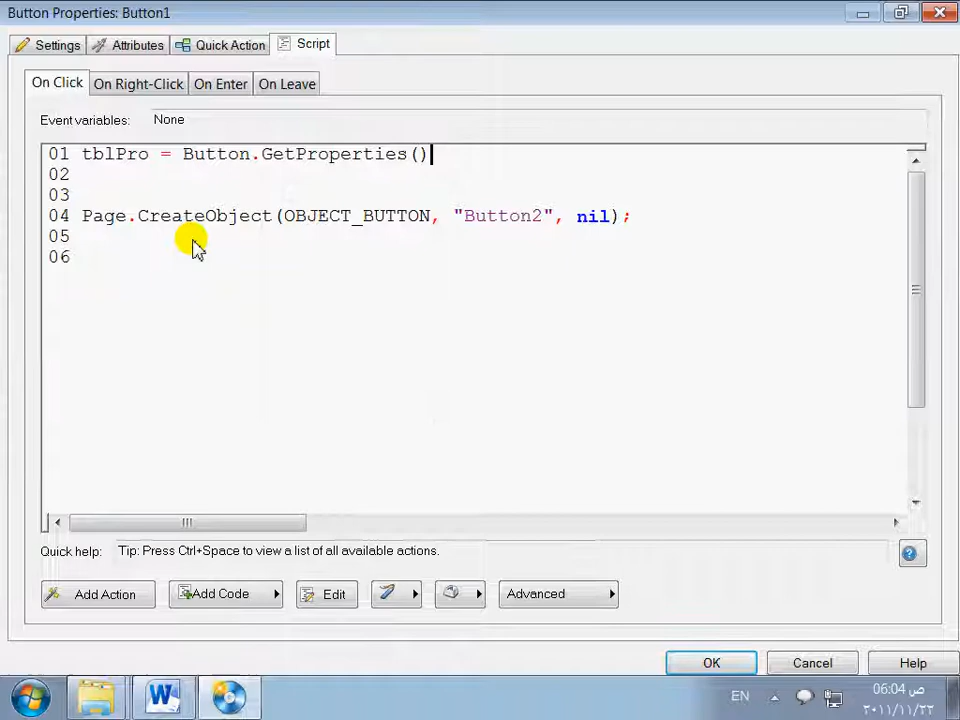 Button Properties: Button1
Settings Attributes Quick Action Script
On Click On Right-Click On Enter On Leave
Event variables: None
01 tblPro = Button.GetProperties()
02
03
04 Page.CreateObject(OBJECT_BUTTON, "Button2", nil);
05
06
Quick help: Tip: Press Ctrl+Space to view a list of all available actions.
Add Action Add Code Edit Advanced
OK Cancel Help
EN 06:04 ص
٢٠١١/١١/٢٢